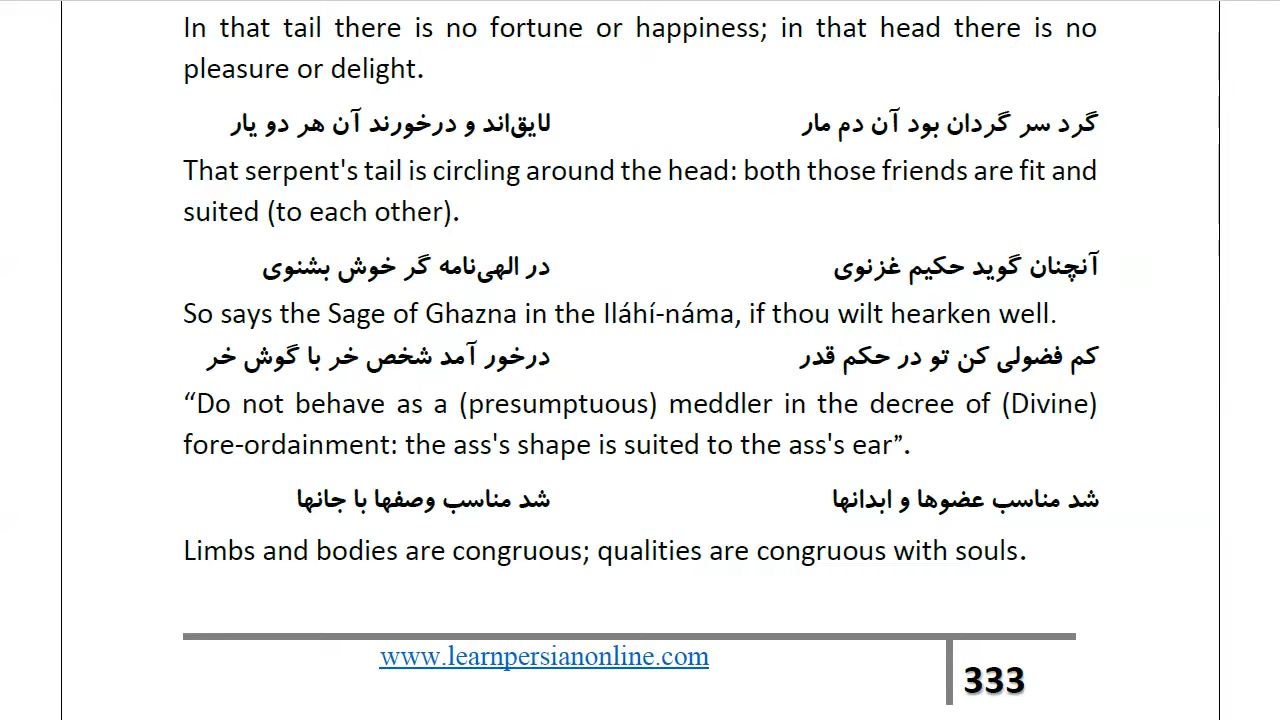 In that tail there is no fortune or happiness; in that head there is no
pleasure or delight.
گرد سر گردان بود آن دم مار لایق‌اند و درخورند آن هر دو یار
That serpent's tail is circling around the head: both those friends are fit and
suited (to each other).
آنچنان گوید حکیم غزنوی در الهی‌نامه گر خوش بشنوی
So says the Sage of Ghazna in the Iláhí-náma, if thou wilt hearken well.
کم فضولی کن تو در حکم قدر درخور آمد شخص خر با گوش خر
“Do not behave as a (presumptuous) meddler in the decree of (Divine)
fore-ordainment: the ass's shape is suited to the ass's ear”.
شد مناسب عضوها و ابدانها شد مناسب وصفها با جانها
Limbs and bodies are congruous; qualities are congruous with souls.
www.learnpersianonline.com
333